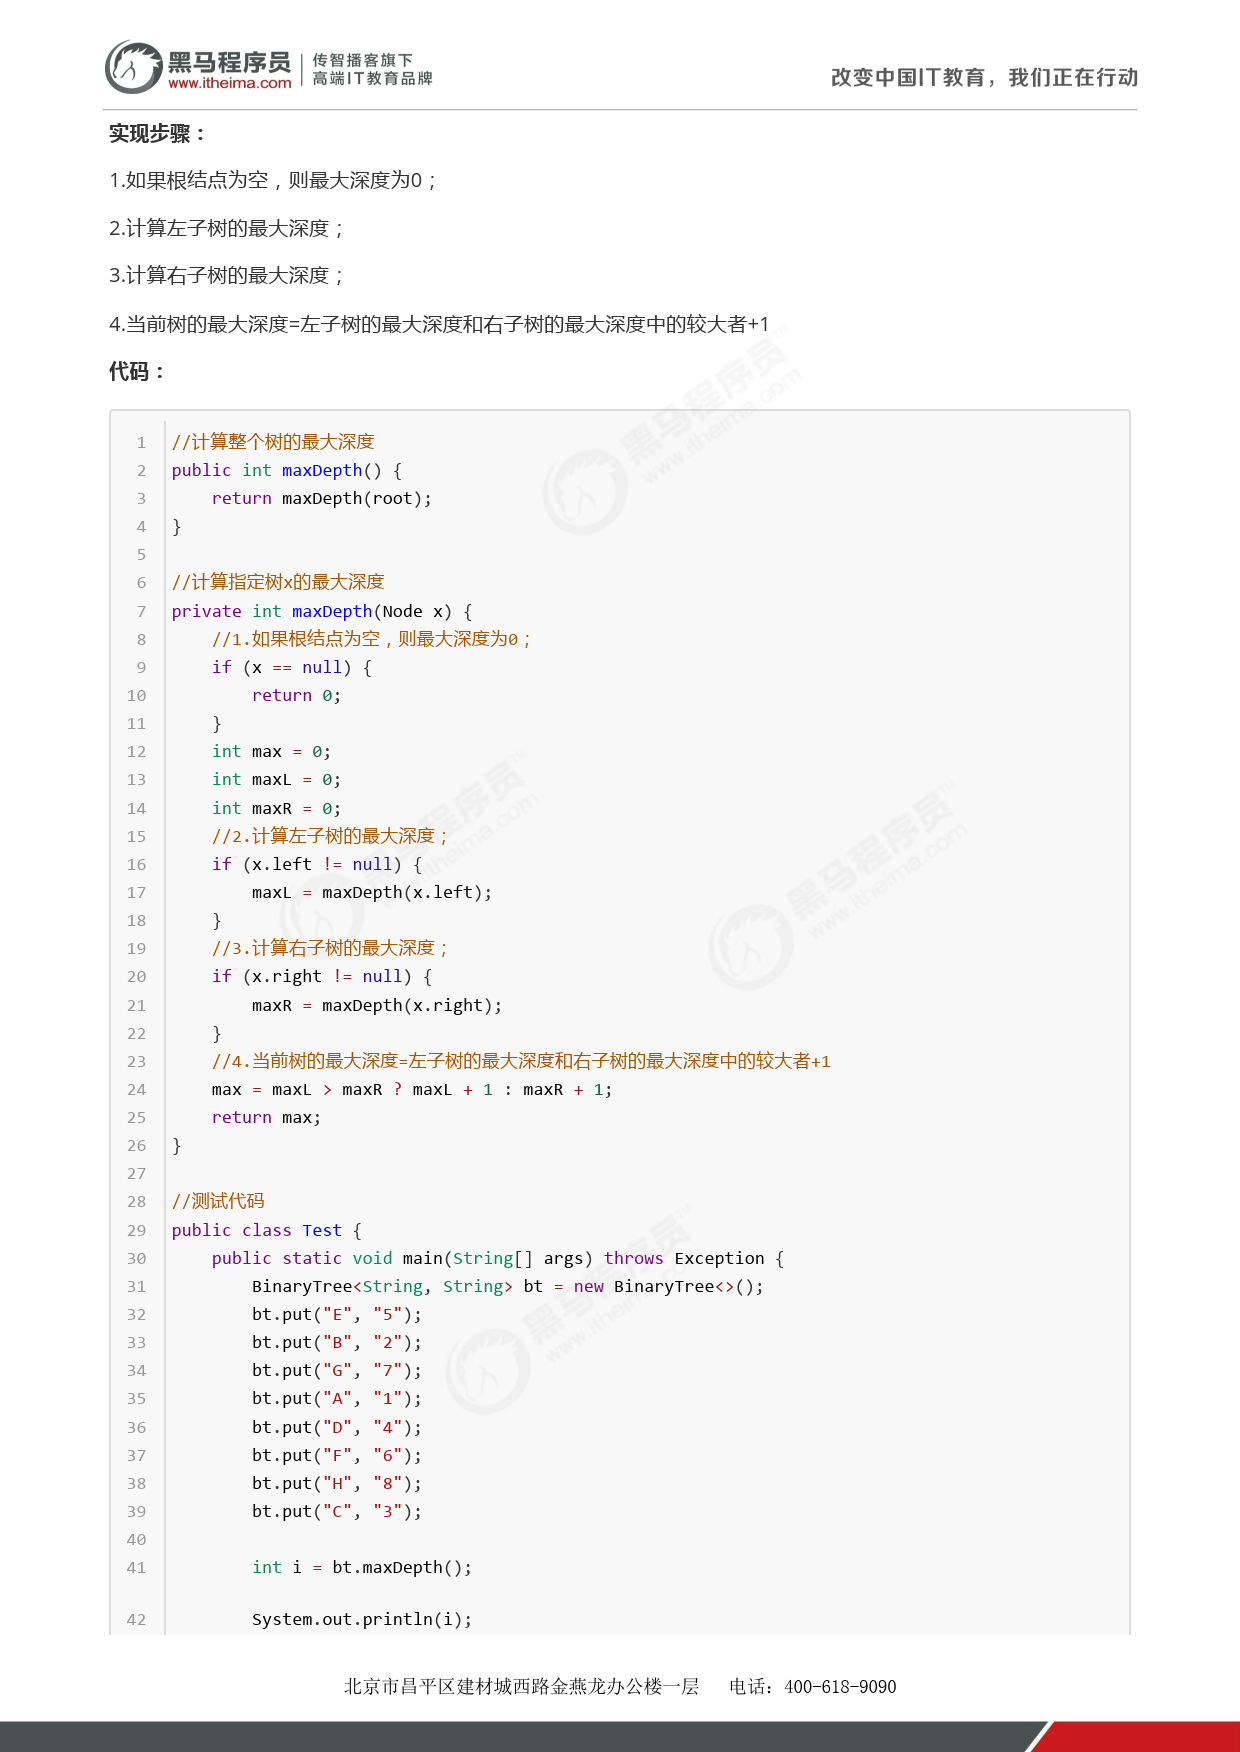 黑马程序员
www.itheima.com
传智播客旗下
高端IT教育品牌
改变中国IT教育，我们正在行动
实现步骤：
1.如果根结点为空，则最大深度为0；
2.计算左子树的最大深度；
3.计算右子树的最大深度；
4.当前树的最大深度=左子树的最大深度和右子树的最大深度中的较大者+1
代码：
1 //计算整个树的最大深度
2 public int maxDepth() {
3     return maxDepth(root);
4 }
5
6 //计算指定树x的最大深度
7 private int maxDepth(Node x) {
8     //1.如果根结点为空，则最大深度为0；
9     if (x == null) {
10         return 0;
11     }
12     int max = 0;
13     int maxL = 0;
14     int maxR = 0;
15     //2.计算左子树的最大深度；
16     if (x.left != null) {
17         maxL = maxDepth(x.left);
18     }
19     //3.计算右子树的最大深度；
20     if (x.right != null) {
21         maxR = maxDepth(x.right);
22     }
23     //4.当前树的最大深度=左子树的最大深度和右子树的最大深度中的较大者+1
24     max = maxL > maxR ? maxL + 1 : maxR + 1;
25     return max;
26 }
27
28 //测试代码
29 public class Test {
30     public static void main(String[] args) throws Exception {
31         BinaryTree<String, String> bt = new BinaryTree<>();
32         bt.put("E", "5");
33         bt.put("B", "2");
34         bt.put("G", "7");
35         bt.put("A", "1");
36         bt.put("D", "4");
37         bt.put("F", "6");
38         bt.put("H", "8");
39         bt.put("C", "3");
40
41         int i = bt.maxDepth();
42         System.out.println(i);
北京市昌平区建材城西路金燕龙办公楼一层 电话：400-618-9090